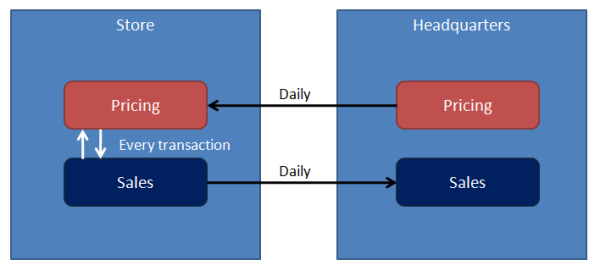 Store
Headquarters
Pricing
Daily
Pricing
Every transaction
Sales
Daily
Sales